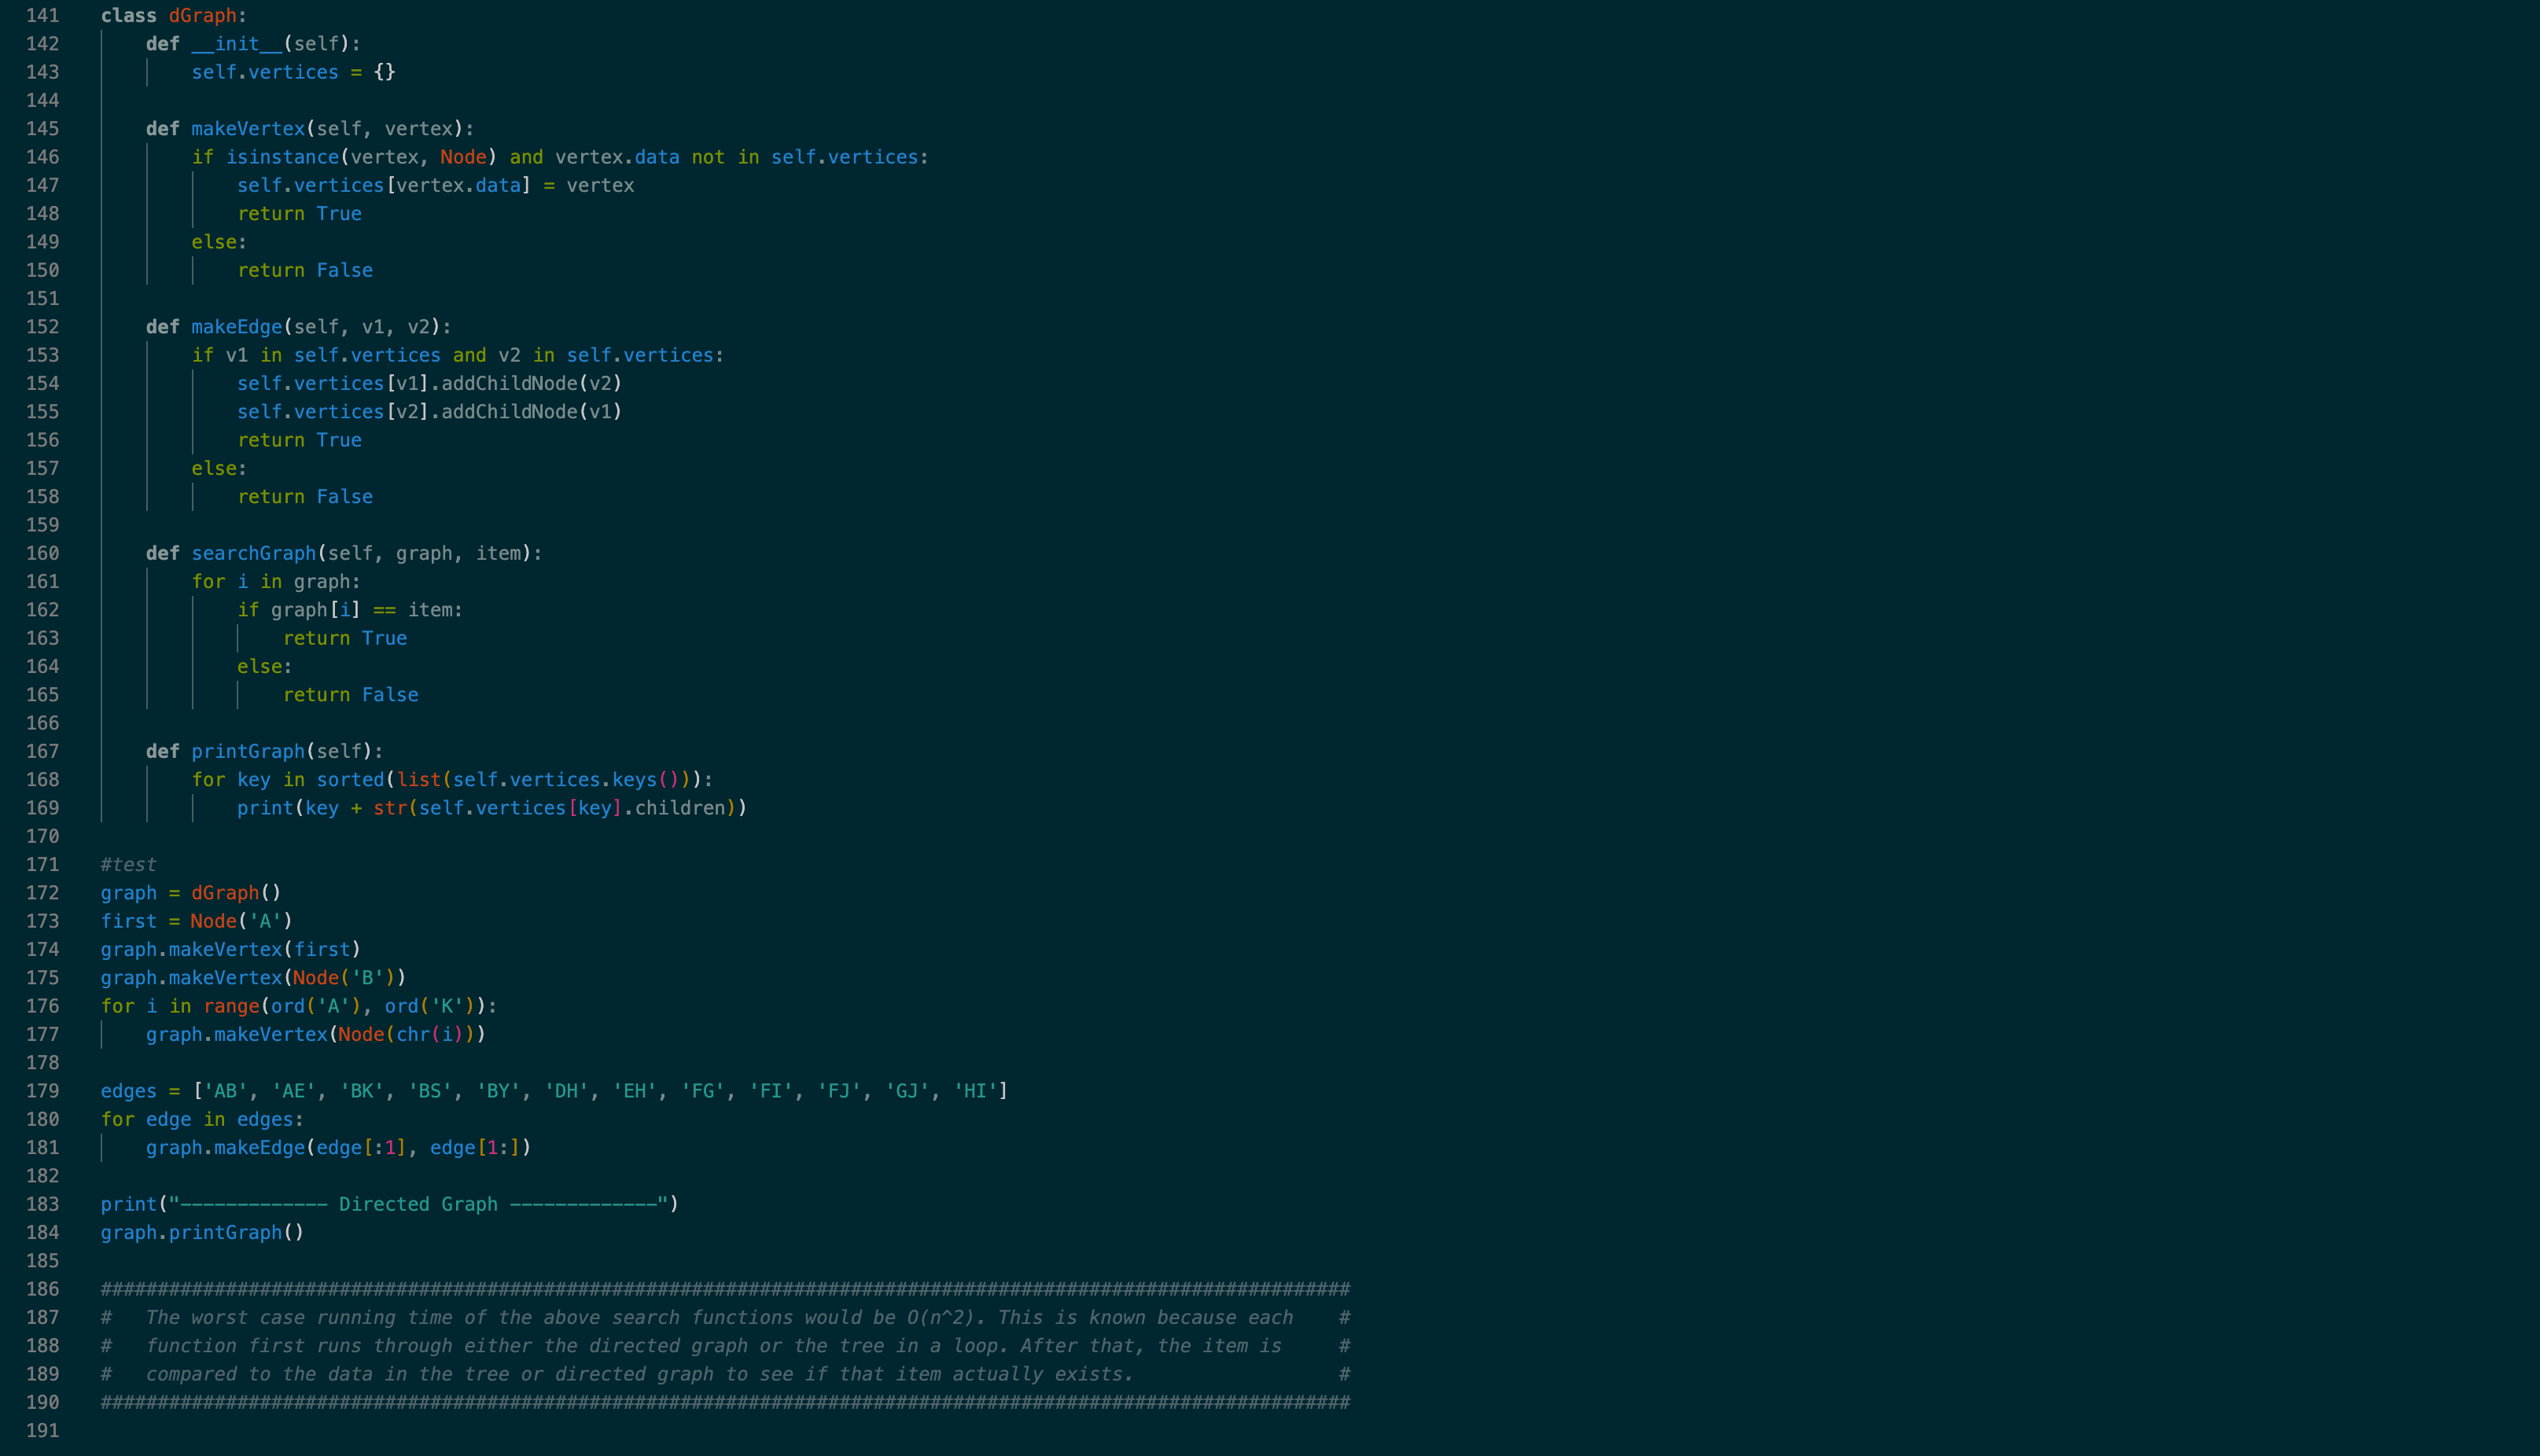 141 class dGraph:
142     def __init__(self):
143         self.vertices = {}
144
145     def makeVertex(self, vertex):
146         if isinstance(vertex, Node) and vertex.data not in self.vertices:
147             self.vertices[vertex.data] = vertex
148             return True
149         else:
150             return False
151
152     def makeEdge(self, v1, v2):
153         if v1 in self.vertices and v2 in self.vertices:
154             self.vertices[v1].addChildNode(v2)
155             self.vertices[v2].addChildNode(v1)
156             return True
157         else:
158             return False
159
160     def searchGraph(self, graph, item):
161         for i in graph:
162             if graph[i] == item:
163                 return True
164             else:
165                 return False
166
167     def printGraph(self):
168         for key in sorted(list(self.vertices.keys())):
169             print(key + str(self.vertices[key].children))
170
171 #test
172 graph = dGraph()
173 first = Node('A')
174 graph.makeVertex(first)
175 graph.makeVertex(Node('B'))
176 for i in range(ord('A'), ord('K')):
177     graph.makeVertex(Node(chr(i)))
178
179 edges = ['AB', 'AE', 'BK', 'BS', 'BY', 'DH', 'EH', 'FG', 'FI', 'FJ', 'GJ', 'HI']
180 for edge in edges:
181     graph.makeEdge(edge[:1], edge[1:])
182
183 print("------------- Directed Graph -------------")
184 graph.printGraph()
185
186 ##############################################################################################################
187 #   The worst case running time of the above search functions would be O(n^2). This is known because each    #
188 #   function first runs through either the directed graph or the tree in a loop. After that, the item is     #
189 #   compared to the data in the tree or directed graph to see if that item actually exists.                  #
190 ##############################################################################################################
191